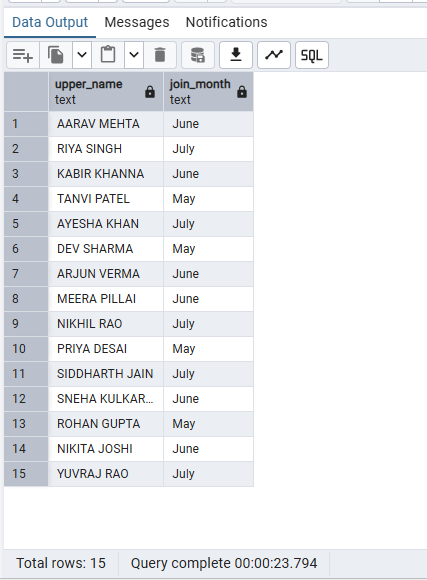 Data Output Messages Notifications
SQL
upper_name join_month
text text
1 AARAV MEHTA June
2 RIYA SINGH July
3 KABIR KHANNA June
4 TANVI PATEL May
5 AYESHA KHAN July
6 DEV SHARMA May
7 ARJUN VERMA June
8 MEERA PILLAI June
9 NIKHIL RAO July
10 PRIYA DESAI May
11 SIDDHARTH JAIN July
12 SNEHA KULKAR... June
13 ROHAN GUPTA May
14 NIKITA JOSHI June
15 YUVRAJ RAO July
Total rows: 15 Query complete 00:00:23.794